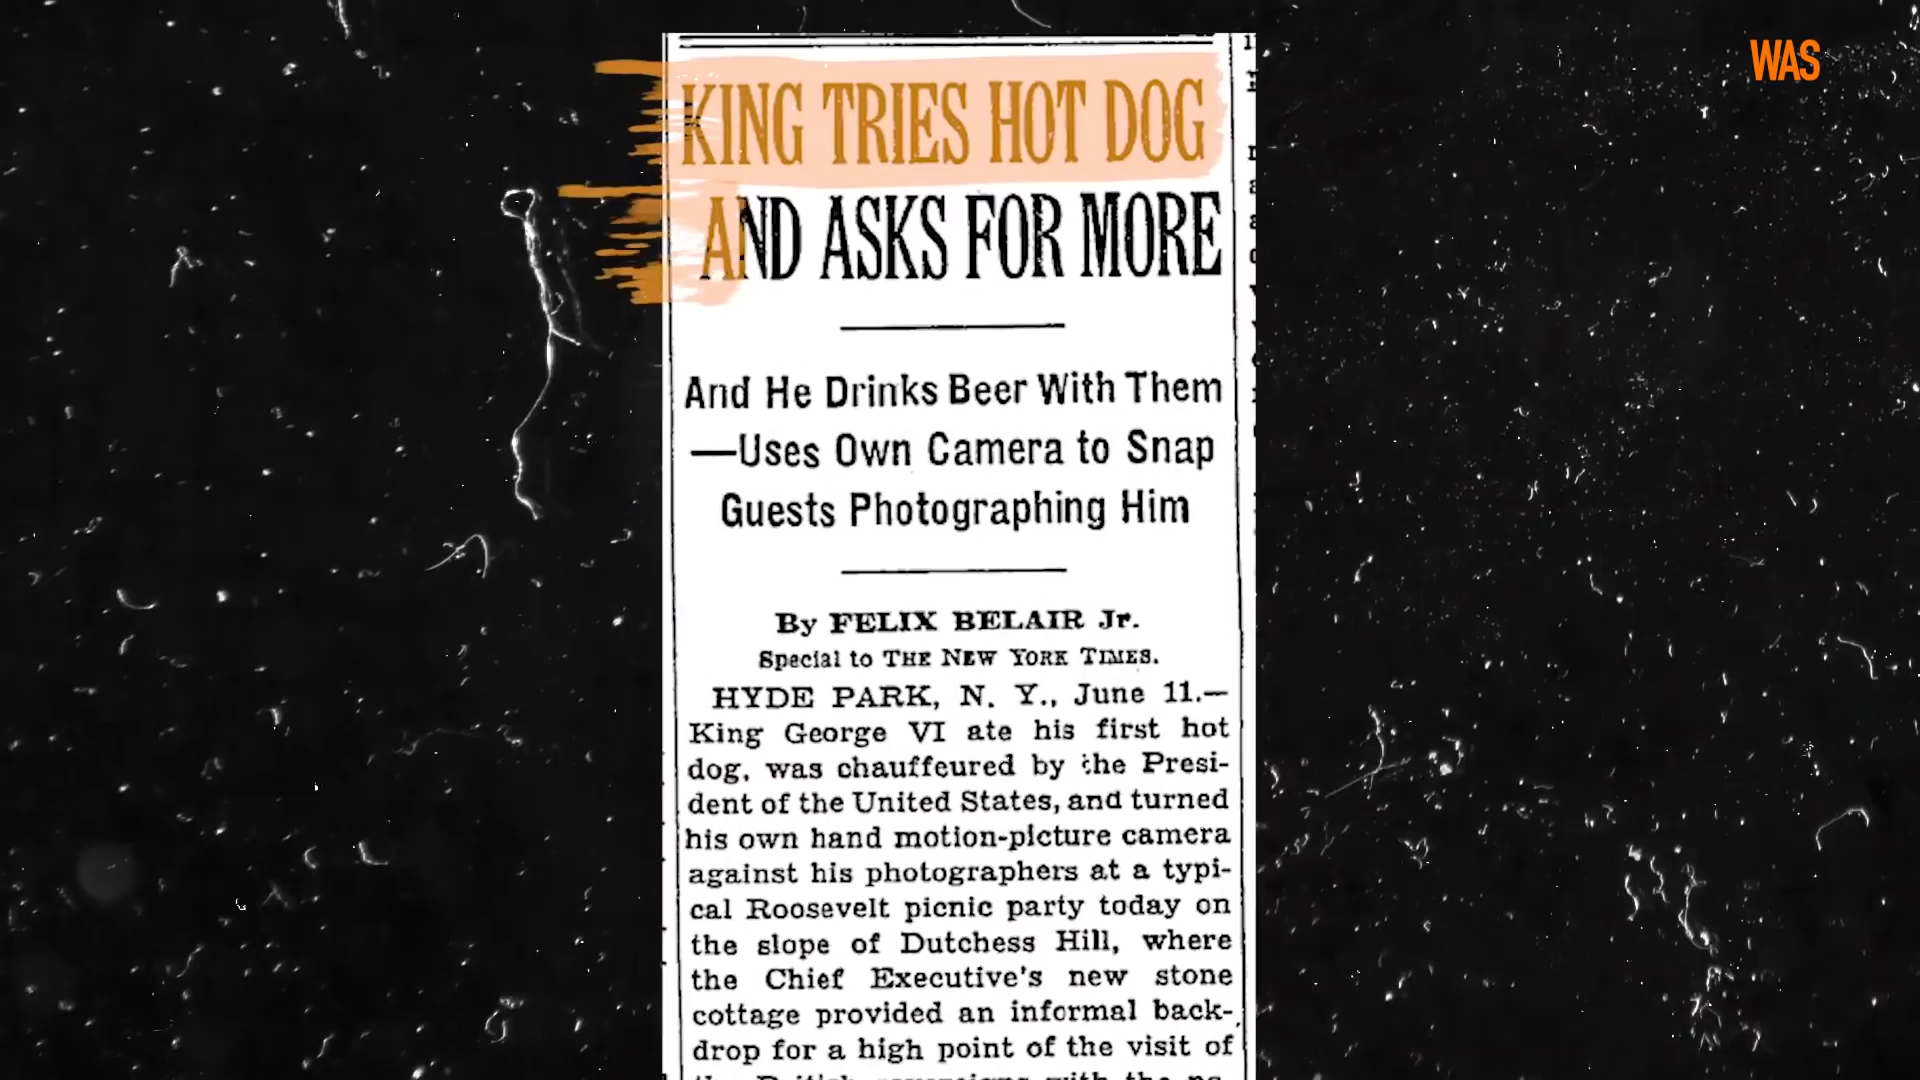 WAS
KING TRIES HOT DOG
AND ASKS FOR MORE
And He Drinks Beer With Them
—Uses Own Camera to Snap
Guests Photographing Him
By FELIX BELAIR Jr.
Special to THE NEW YORK TIMES.
HYDE PARK, N. Y., June 11.—
King George VI ate his first hot
dog, was chauffeured by the Presi-
dent of the United States, and turned
his own hand motion-picture camera
against his photographers at a typi-
cal Roosevelt picnic party today on
the slope of Dutchess Hill, where
the Chief Executive's new stone
cottage provided an informal back-
drop for a high point of the visit of